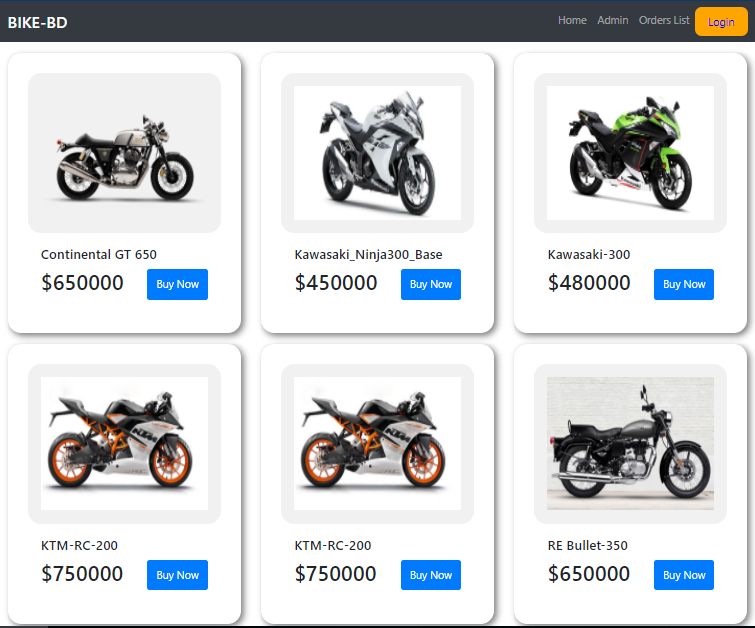 BIKE-BD
Home Admin Orders List Login
Continental GT 650
$650000 Buy Now
Kawasaki_Ninja300_Base
$450000 Buy Now
Kawasaki-300
$480000 Buy Now
KTM-RC-200
$750000 Buy Now
KTM-RC-200
$750000 Buy Now
RE Bullet-350
$650000 Buy Now